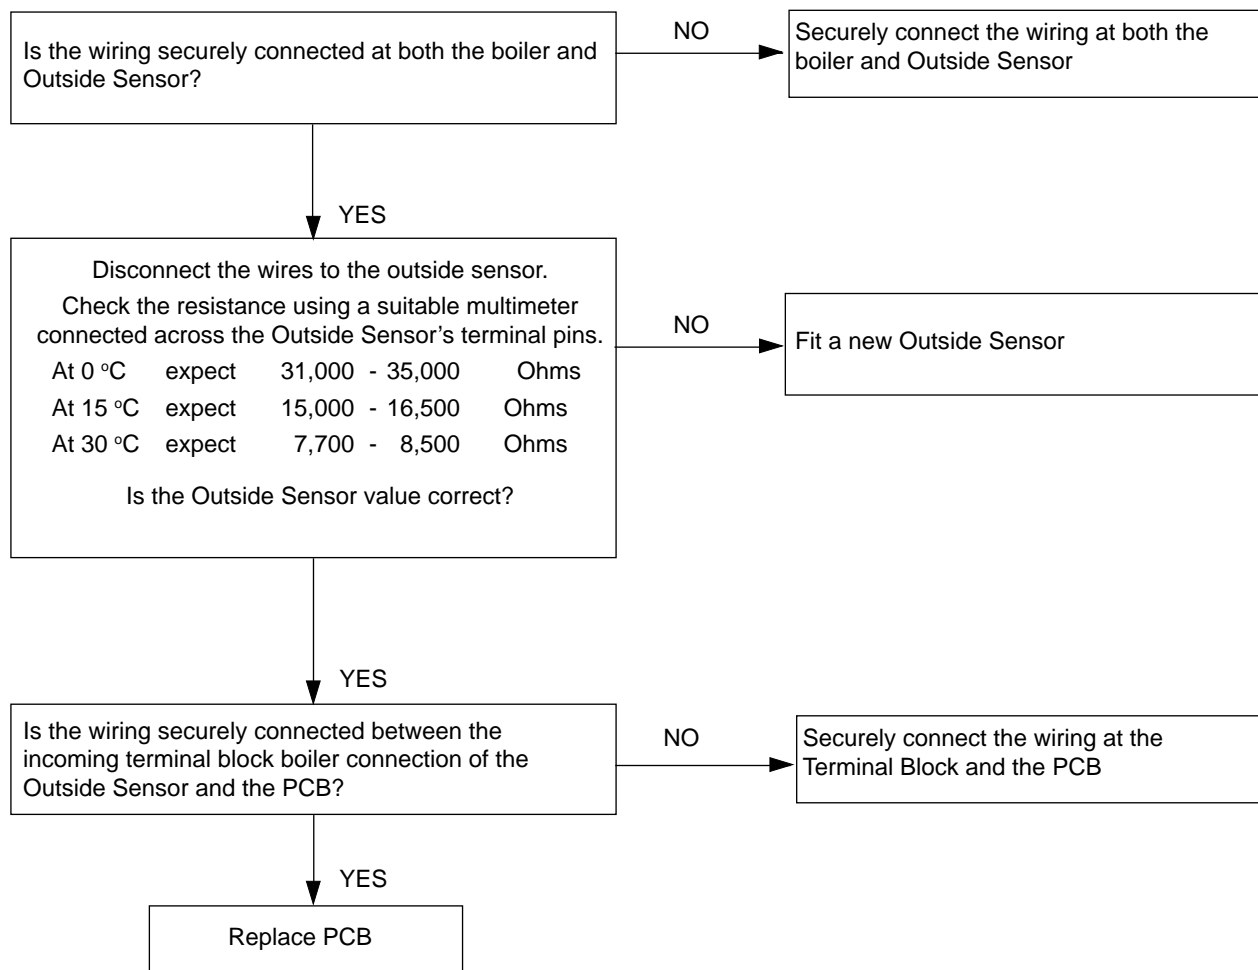 Is the wiring securely connected at both the boiler and
Outside Sensor?
NO
Securely connect the wiring at both the
boiler and Outside Sensor
YES
Disconnect the wires to the outside sensor.
Check the resistance using a suitable multimeter
connected across the Outside Sensor’s terminal pins.
At 0 °C expect 31,000 - 35,000 Ohms
At 15 °C expect 15,000 - 16,500 Ohms
At 30 °C expect 7,700 - 8,500 Ohms
Is the Outside Sensor value correct?
NO
Fit a new Outside Sensor
YES
Is the wiring securely connected between the
incoming terminal block boiler connection of the
Outside Sensor and the PCB?
NO
Securely connect the wiring at the
Terminal Block and the PCB
YES
Replace PCB